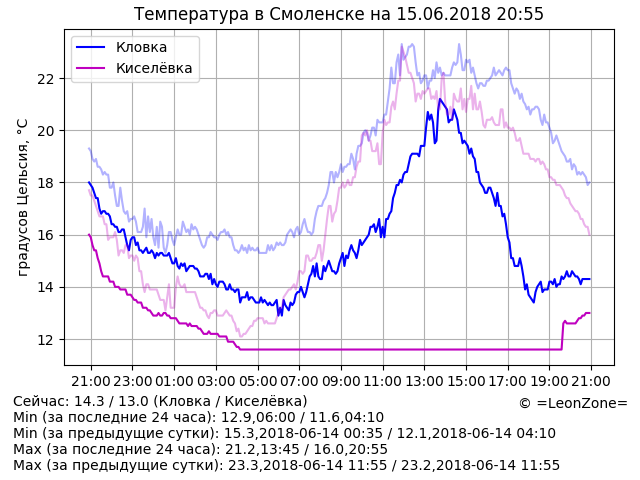 Температура в Смоленске на 15.06.2018 20:55
Кловка
Киселёвка
градусов Цельсия, °C
22
20
18
16
14
12
21:00 23:00 01:00 03:00 05:00 07:00 09:00 11:00 13:00 15:00 17:00 19:00 21:00
Сейчас: 14.3 / 13.0 (Кловка / Киселёвка)
© =LeonZone=
Min (за последние 24 часа): 12.9,06:00 / 11.6,04:10
Min (за предыдущие сутки): 15.3,2018-06-14 00:35 / 12.1,2018-06-14 04:10
Max (за последние 24 часа): 21.2,13:45 / 16.0,20:55
Max (за предыдущие сутки): 23.3,2018-06-14 11:55 / 23.2,2018-06-14 11:55